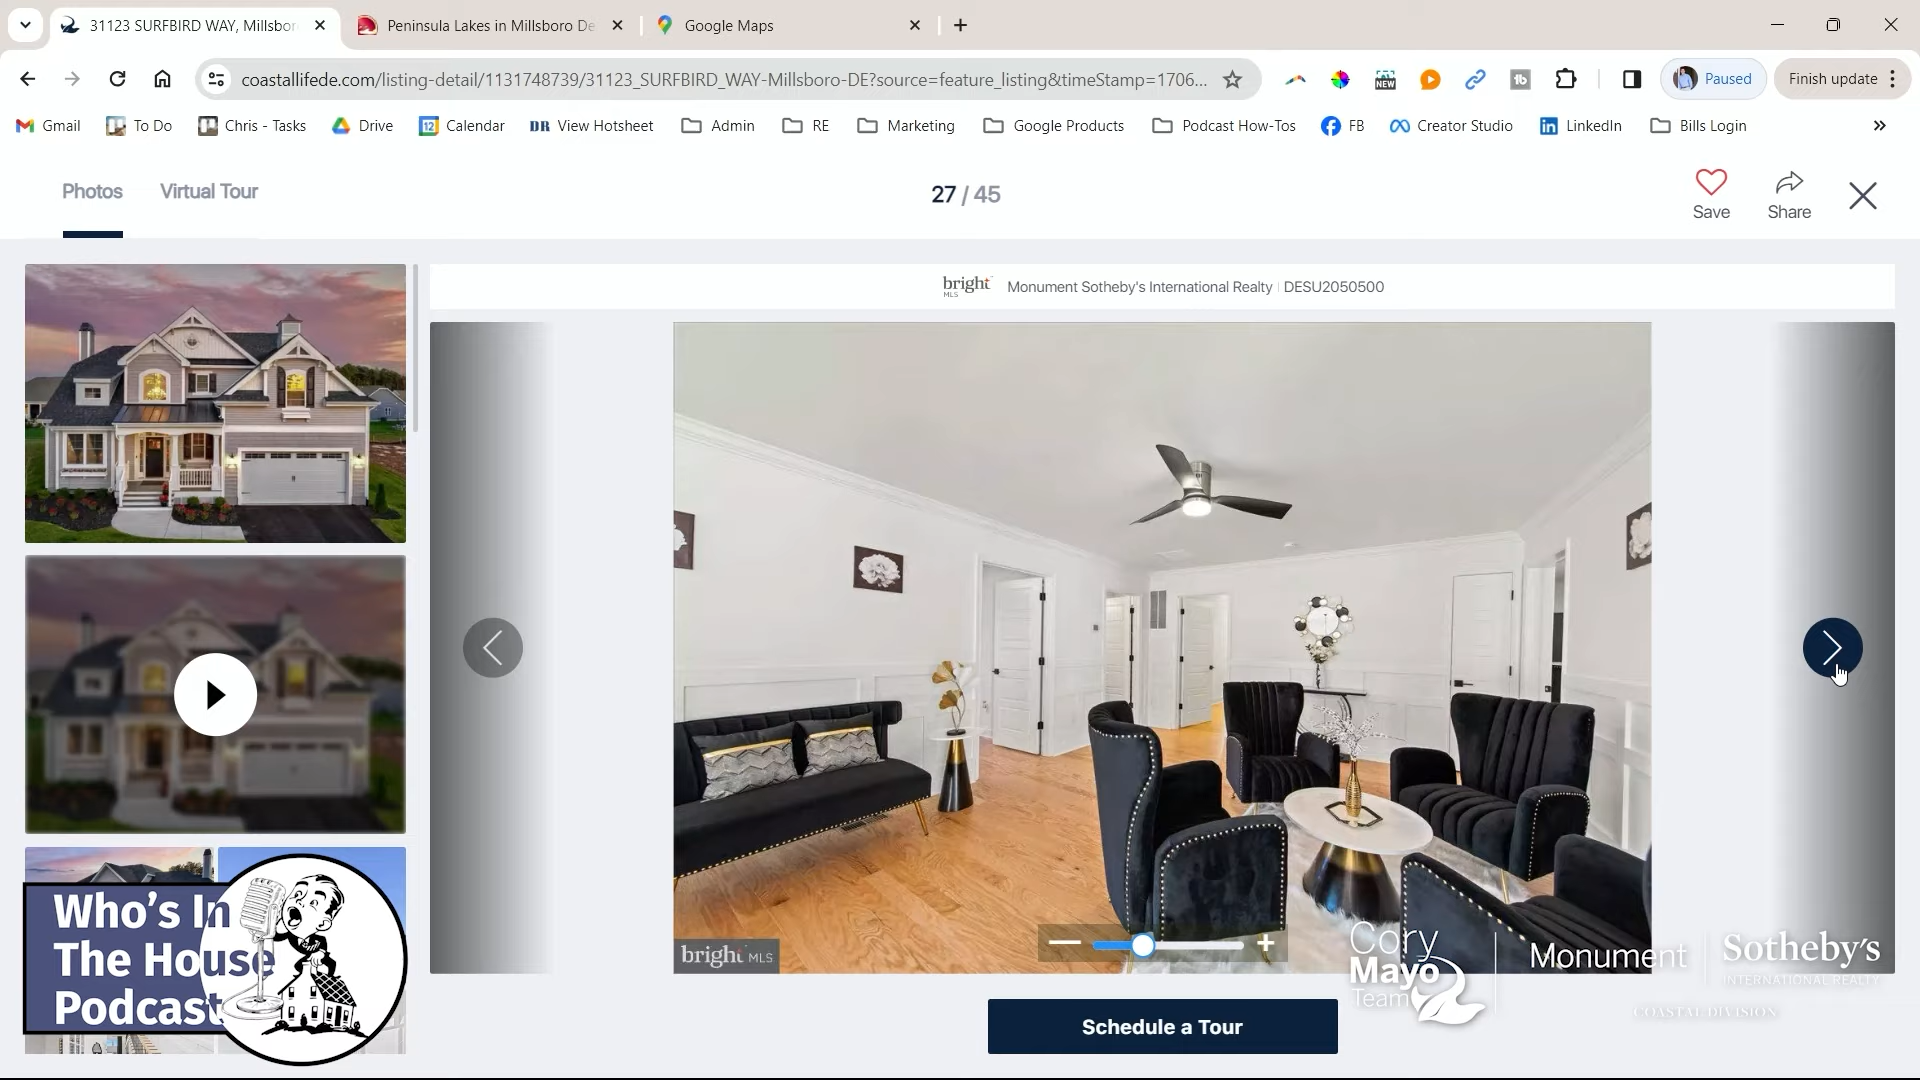 31123 SURFBIRD WAY, Millsbor
Peninsula Lakes in Millsboro De
Google Maps
coastallifede.com/listing-detail/1131748739/31123_SURFBIRD_WAY-Millsboro-DE?source=feature_listing&timeStamp=1706...
NEW
1b
Paused
Finish update
Gmail
To Do
Chris - Tasks
Drive
12
Calendar
DR View Hotsheet
Admin
RE
Marketing
Google Products
Podcast How-Tos
FB
Creator Studio
LinkedIn
Bills Login
Photos
Virtual Tour
27 / 45
Save
Share
bright MLS
Monument Sotheby's International Realty | DESU2050500
bright MLS
Who's In
The House
Podcast
Cory
Mayo
Team
Monument
Sotheby's
INTERNATIONAL REALTY
COASTAL DIVISION
Schedule a Tour